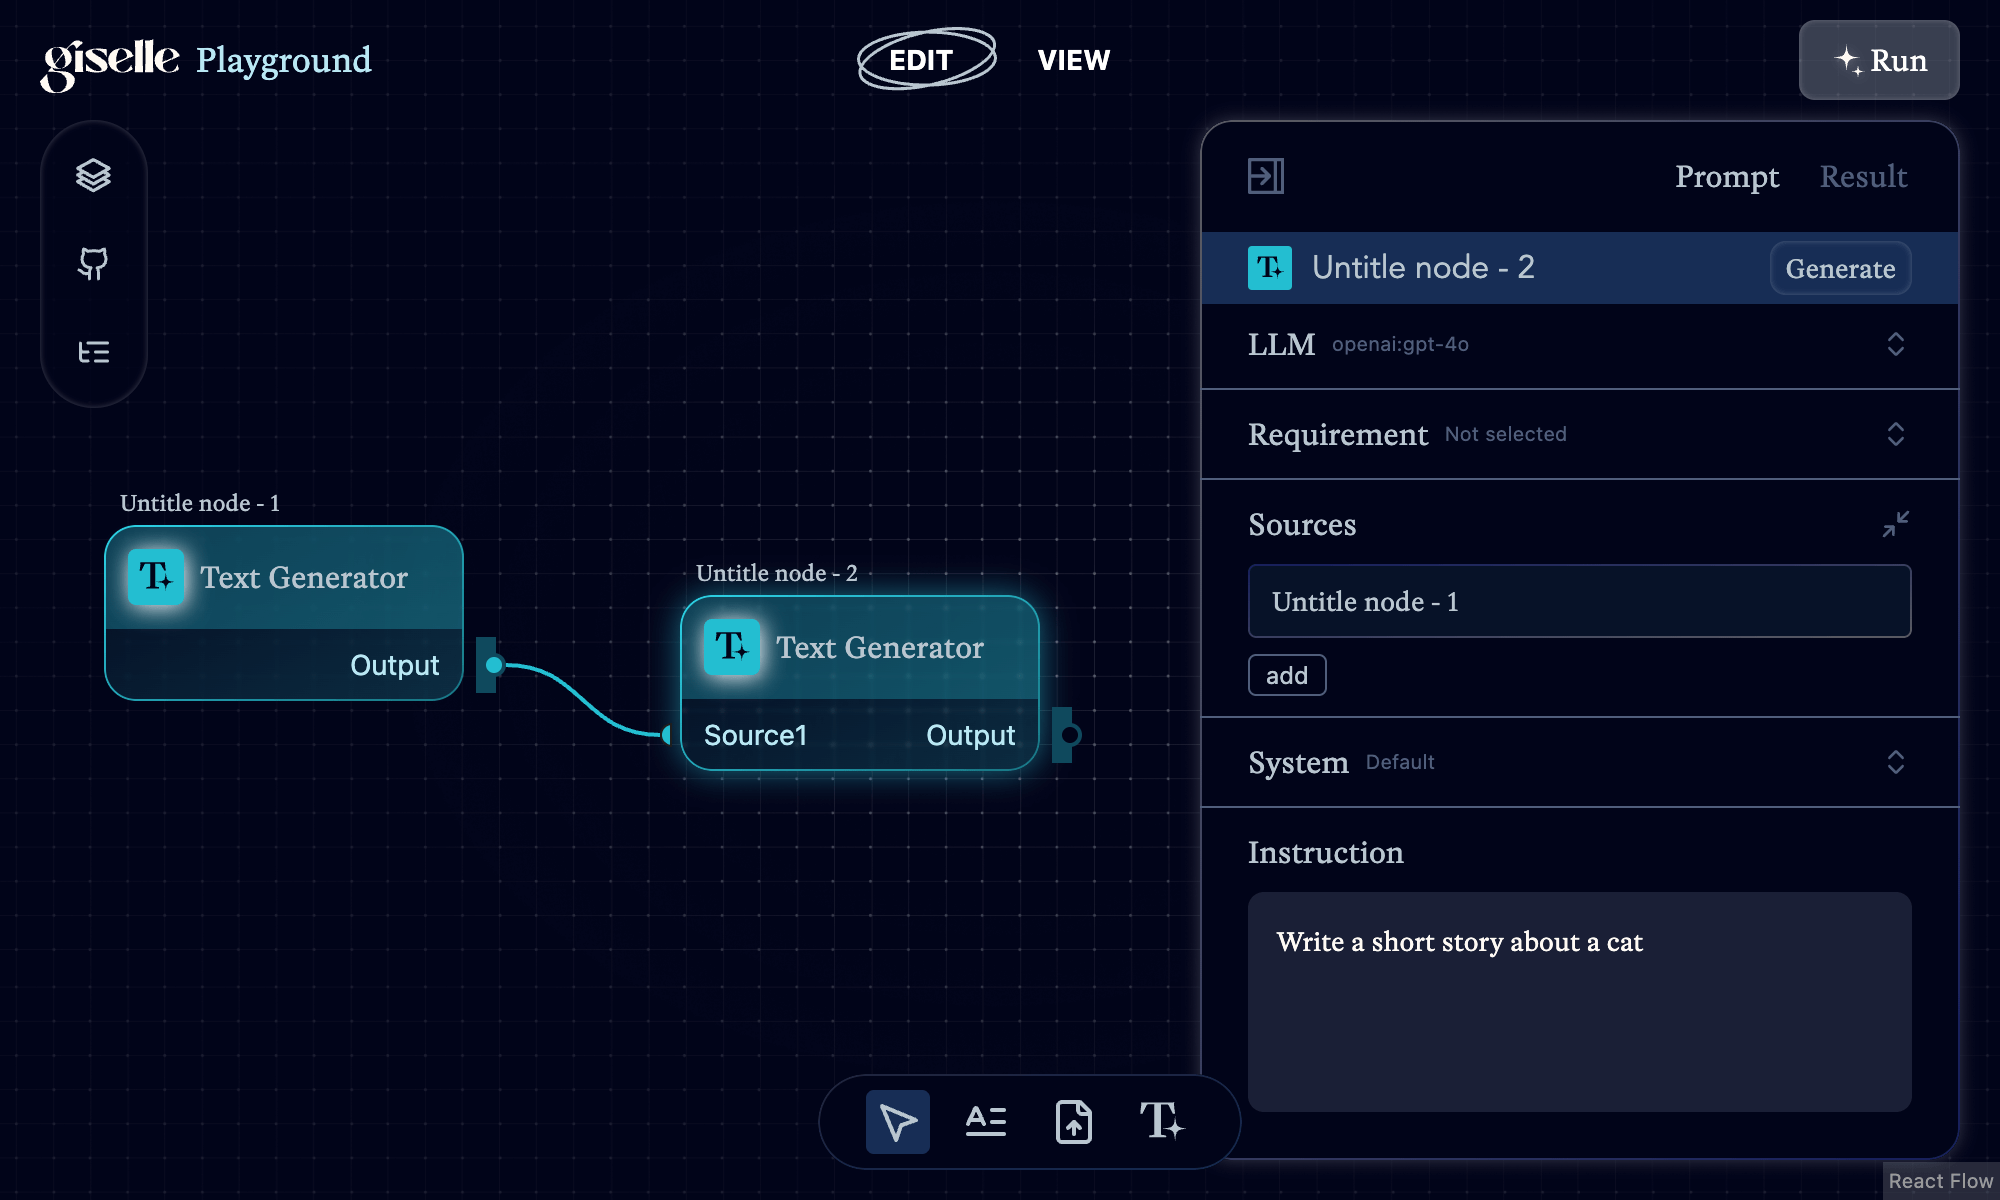 giselle Playground
EDIT
VIEW
Run
Prompt
Result
Untitle node - 2
Generate
LLM openai:gpt-4o
Requirement Not selected
Sources
Untitle node - 1
add
System Default
Instruction
Write a short story about a cat
Untitle node - 1
Text Generator
Output
Untitle node - 2
Text Generator
Source1 Output
React Flow